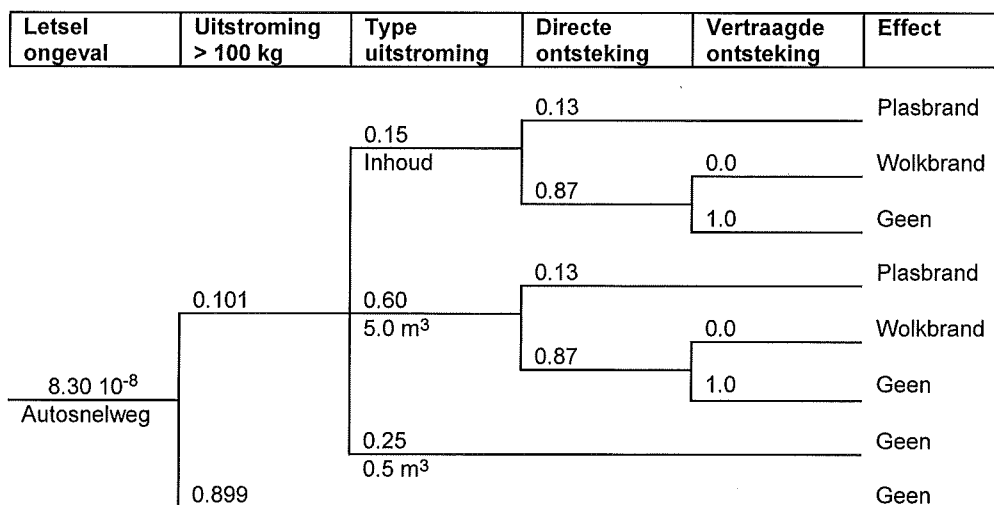 Letsel ongeval
Uitstroming > 100 kg
Type uitstroming
Directe ontsteking
Vertraagde ontsteking
Effect
0.13
Plasbrand
0.15
Inhoud
0.0
Wolkbrand
0.87
1.0
Geen
0.13
Plasbrand
0.101
0.60
5.0 m³
0.0
Wolkbrand
0.87
8.30 10⁻⁸
Autosnelweg
1.0
Geen
0.25
0.5 m³
Geen
0.899
Geen